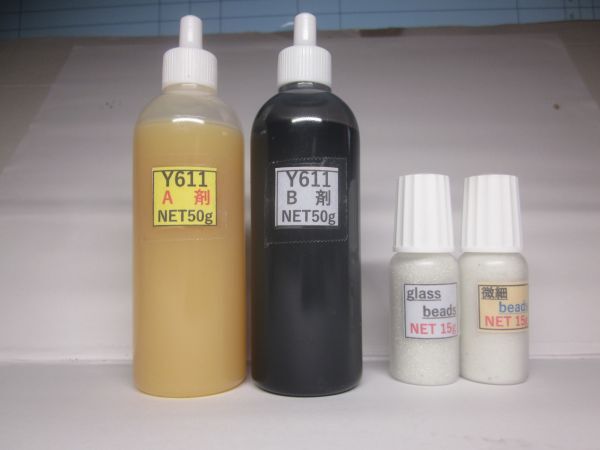 Y611
A 剤
NET50g
Y611
B 剤
NET50g
glass
beads
NET 15g
微細
beads
NET 15g